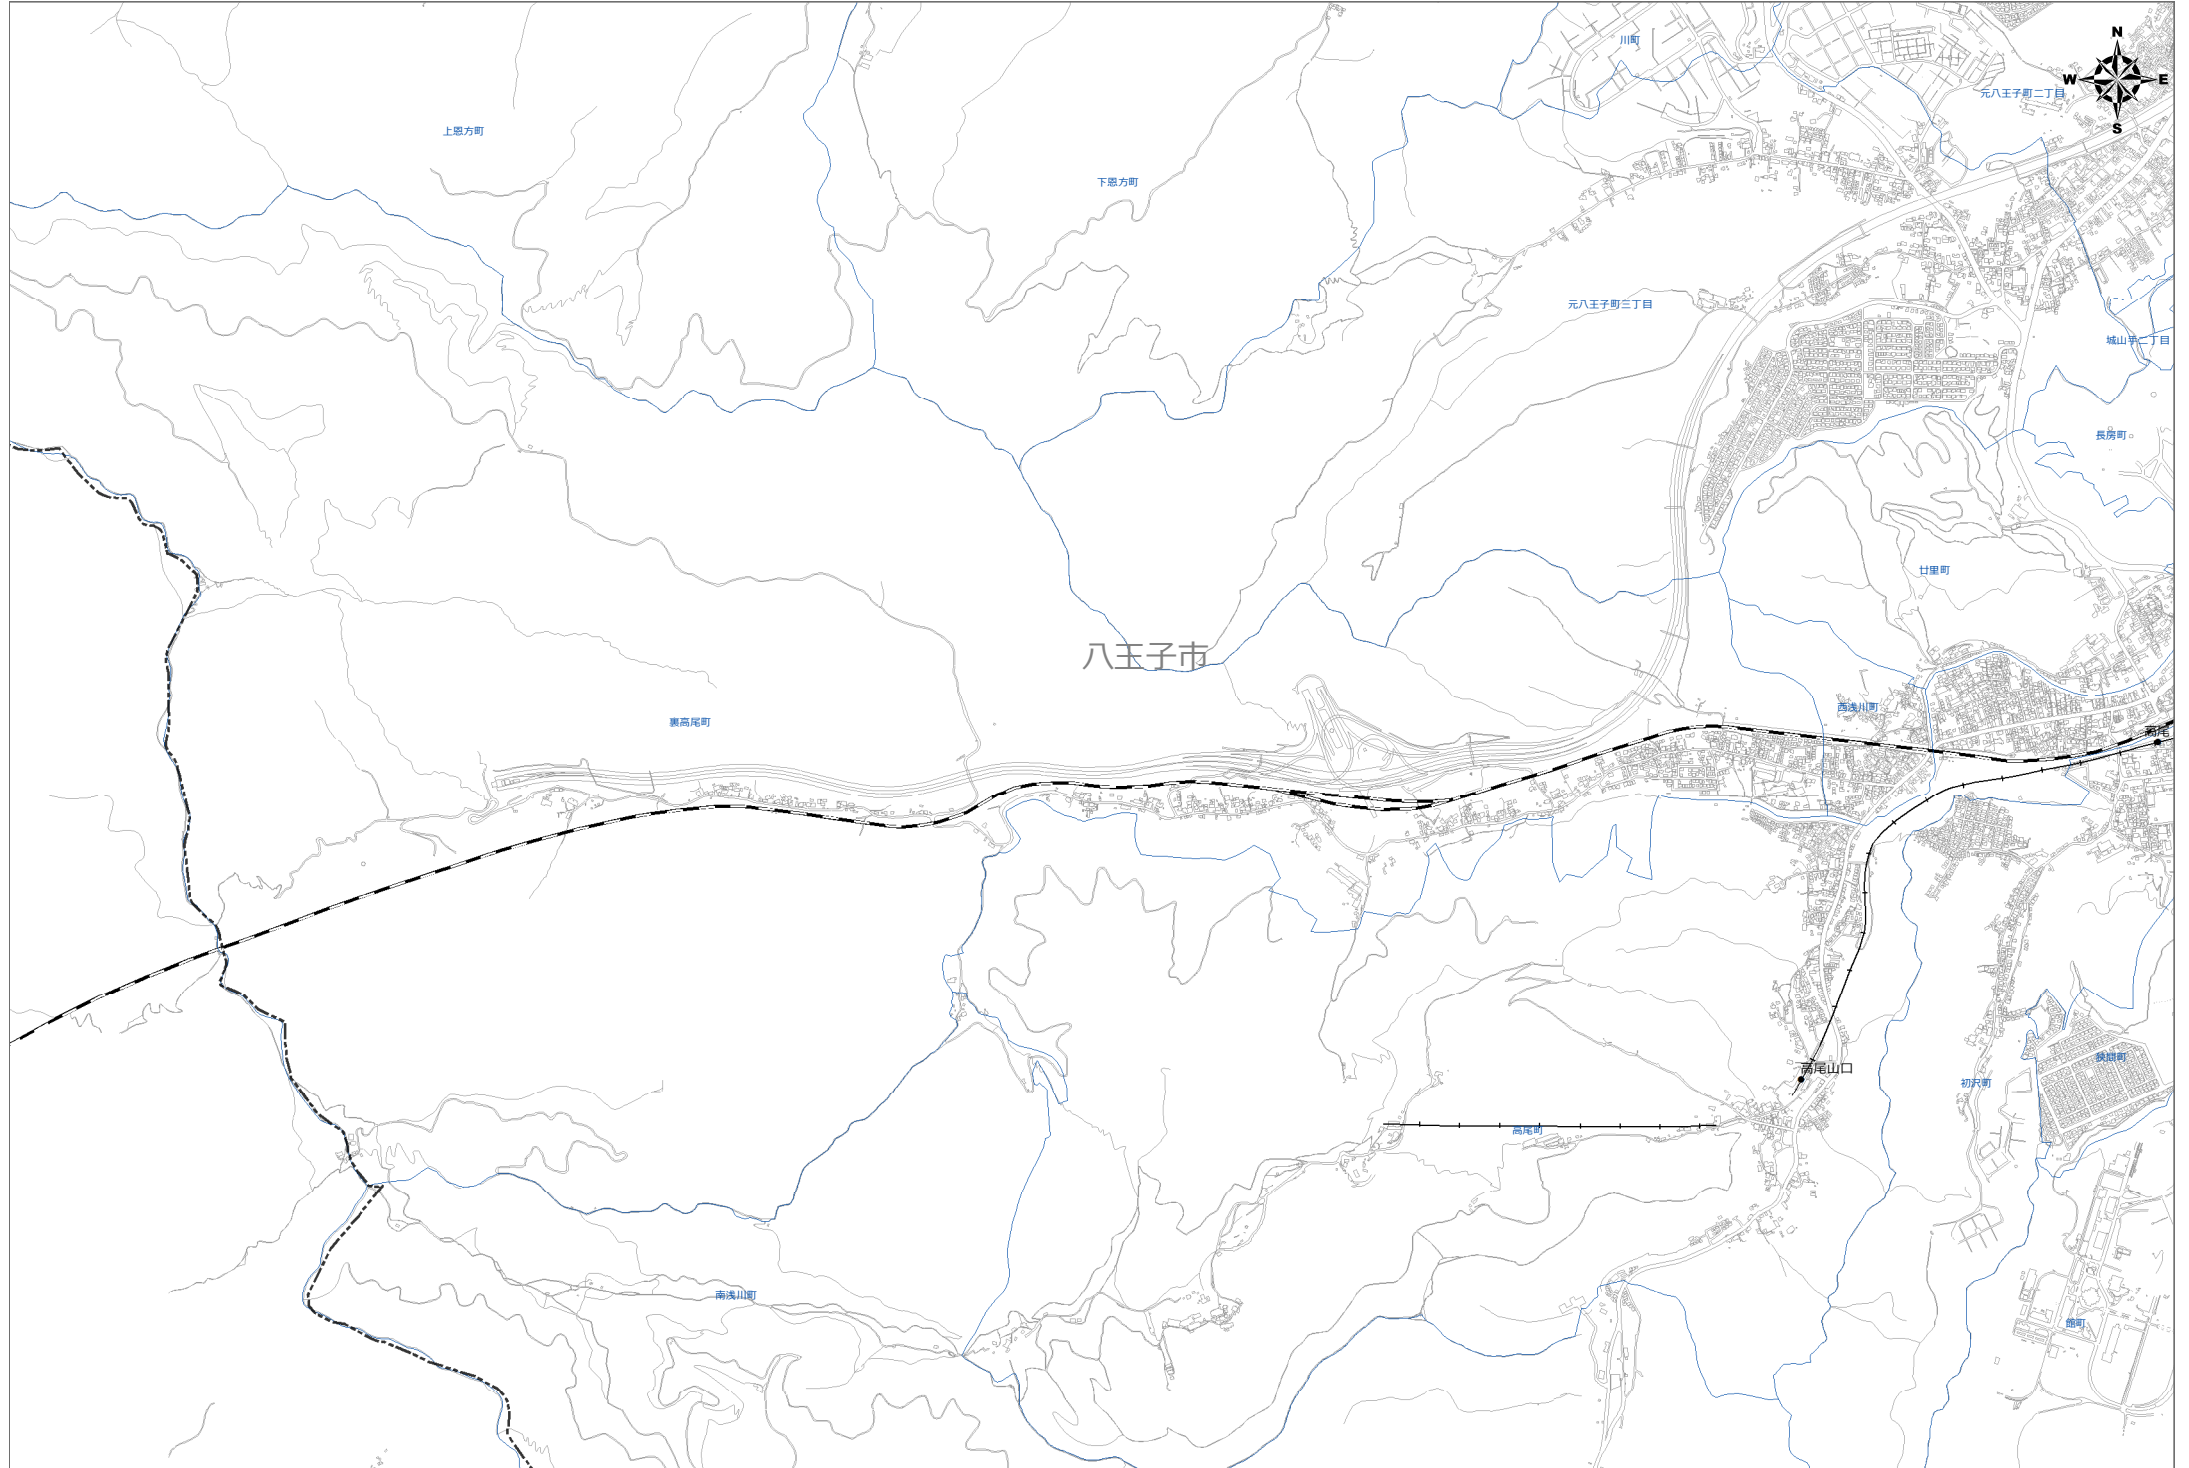 川町
N
W
E
S
元八王子町二丁目
上恩方町
下恩方町
元八王子町三丁目
城山手二丁目
長房町
廿里町
八王子市
裏高尾町
西浅川町
高尾
高尾山口
狭間町
初沢町
高尾町
南浅川町
館町